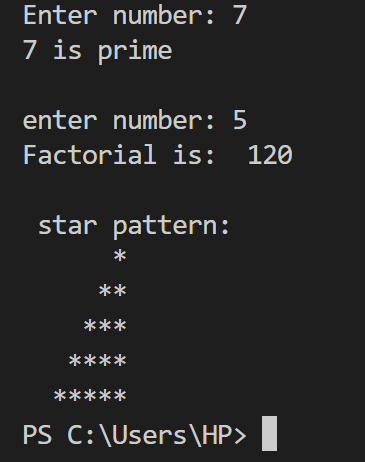 Enter number: 7
7 is prime

enter number: 5
Factorial is:  120

 star pattern:
      *
     **
    ***
   ****
  *****
PS C:\Users\HP>